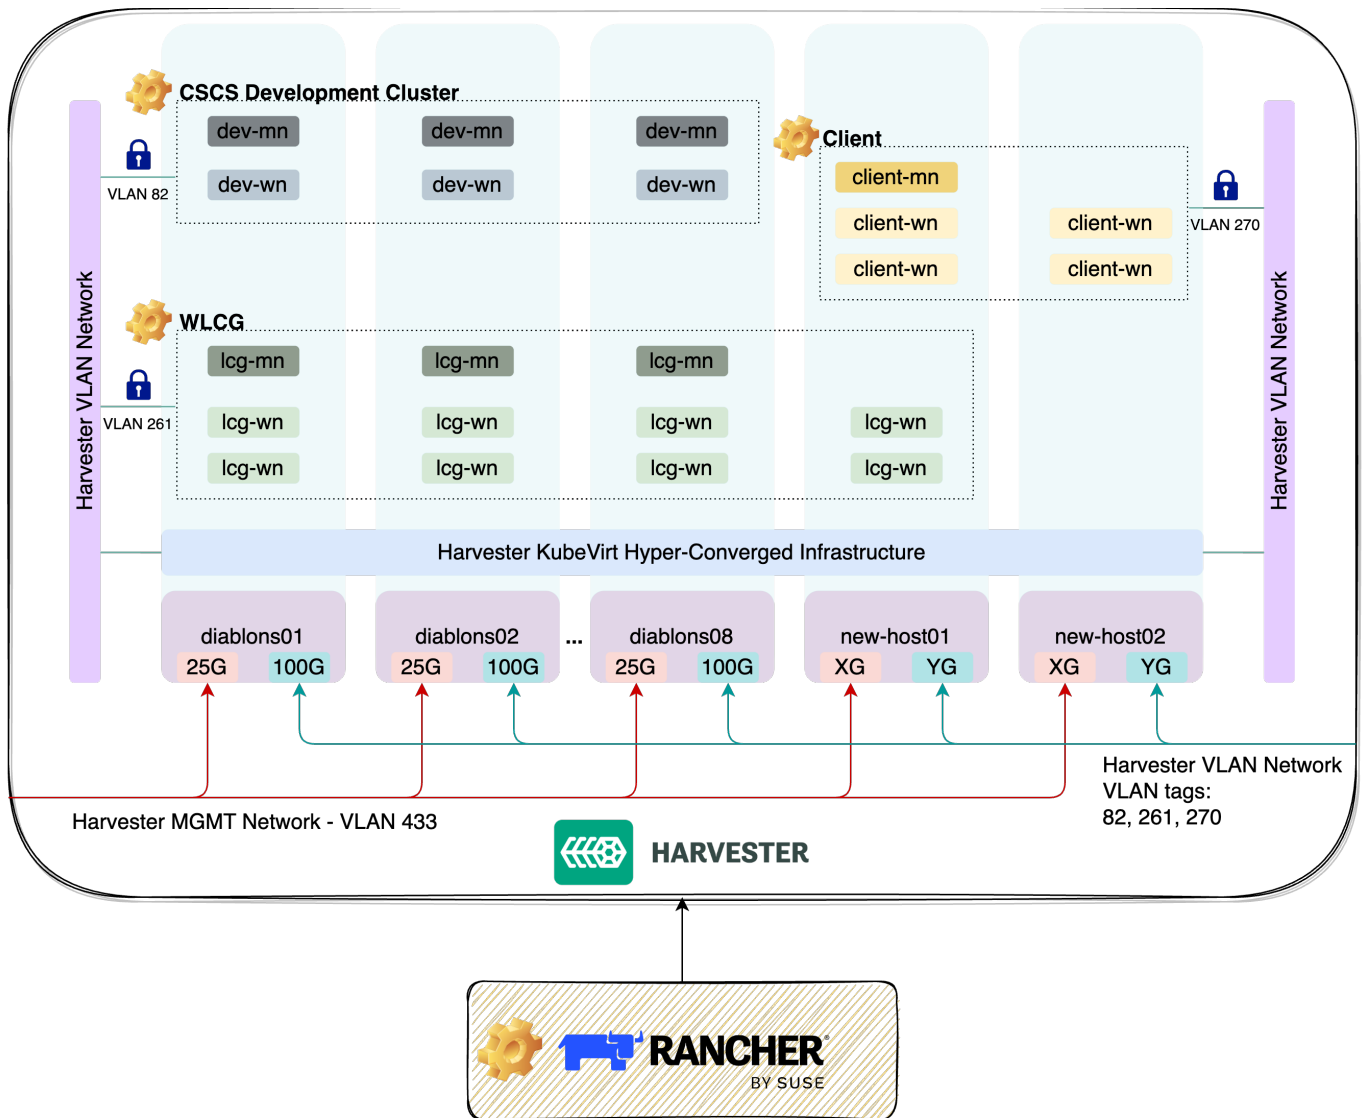 CSCS Development Cluster
dev-mn dev-mn dev-mn
dev-wn dev-wn dev-wn
VLAN 82
Client
client-mn
client-wn client-wn
client-wn client-wn
VLAN 270
Harvester VLAN Network
Harvester VLAN Network
WLCG
lcg-mn lcg-mn lcg-mn
lcg-wn lcg-wn lcg-wn lcg-wn
lcg-wn lcg-wn lcg-wn lcg-wn
VLAN 261
Harvester KubeVirt Hyper-Converged Infrastructure
diablons01 diablons02 ... diablons08 new-host01 new-host02
25G 100G 25G 100G 25G 100G XG YG XG YG
Harvester VLAN Network
VLAN tags:
82, 261, 270
Harvester MGMT Network - VLAN 433
HARVESTER
RANCHER®
BY SUSE